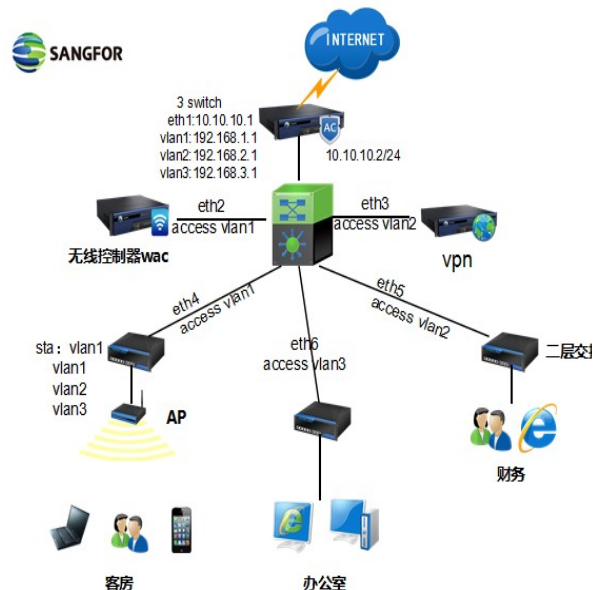 SANGFOR
INTERNET
3 switch
eth1:10.10.10.1
vlan1:192.168.1.1
vlan2:192.168.2.1
vlan3:192.168.3.1
AC
10.10.10.2/24
eth2
access vlan1
eth3
access vlan2
无线控制器wac
vpn
eth4
access vlan1
eth5
access vlan2
eth6
access vlan3
sta：vlan1
vlan1
vlan2
vlan3
AP
二层交换
财务
客房
办公室